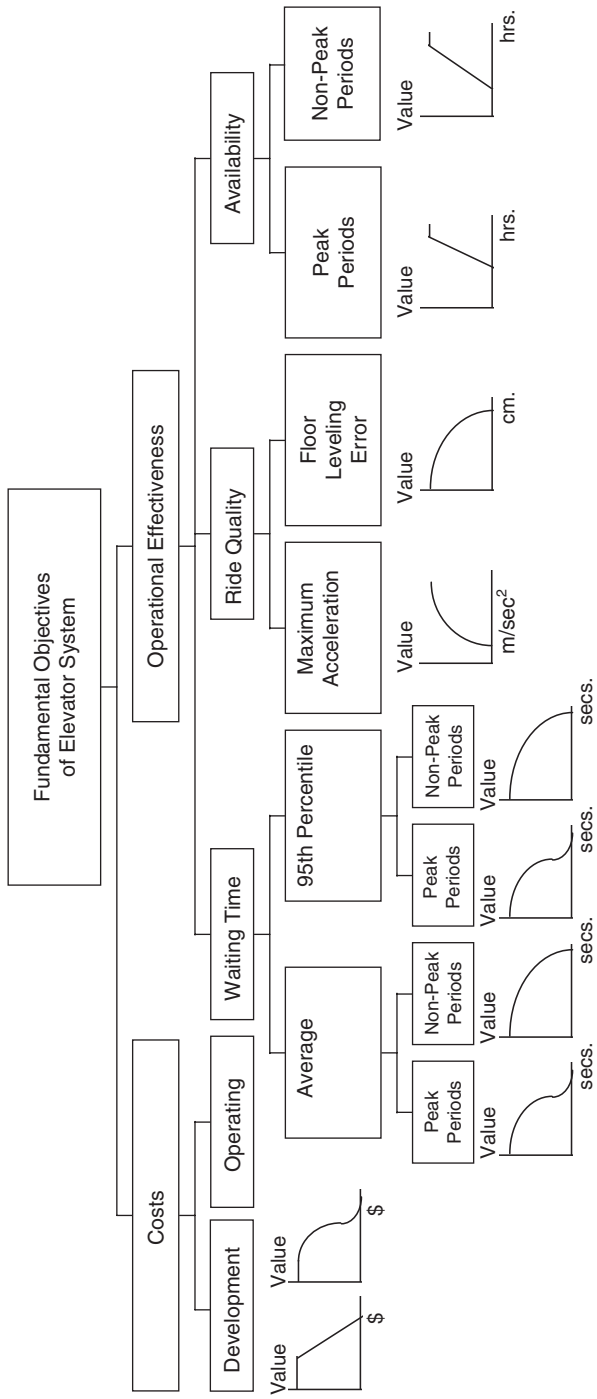 Fundamental Objectives
of Elevator System
Costs
Operational Effectiveness
Development
Operating
Waiting Time
Ride Quality
Availability
Average
95th Percentile
Maximum
Acceleration
Floor
Leveling
Error
Peak
Periods
Non-Peak
Periods
Peak
Periods
Non-Peak
Periods
Peak
Periods
Non-Peak
Periods
Value
$
Value
$
Value
secs.
Value
secs.
Value
secs.
Value
secs.
Value
m/sec²
Value
cm.
Value
hrs.
Value
hrs.